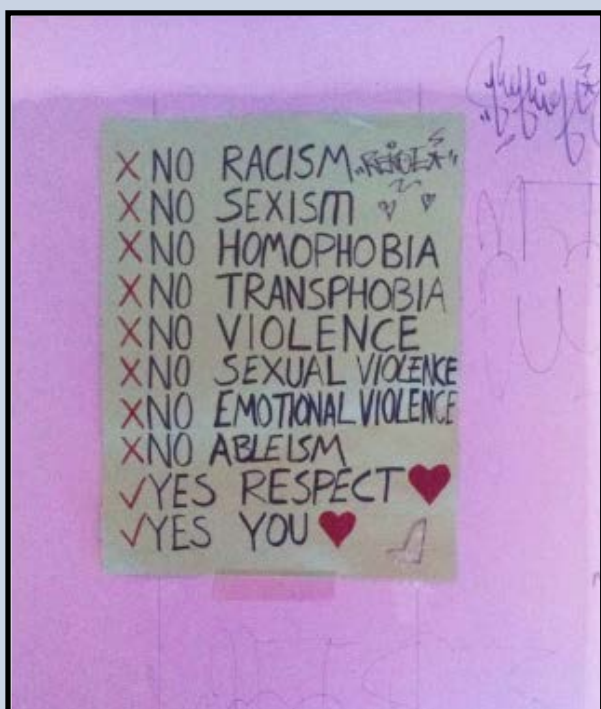 X NO RACISM
X NO SEXISM
X NO HOMOPHOBIA
X NO TRANSPHOBIA
X NO VIOLENCE
X NO SEXUAL VIOLENCE
X NO EMOTIONAL VIOLENCE
X NO ABLEISM
✓ YES RESPECT ♥
✓ YES YOU ♥